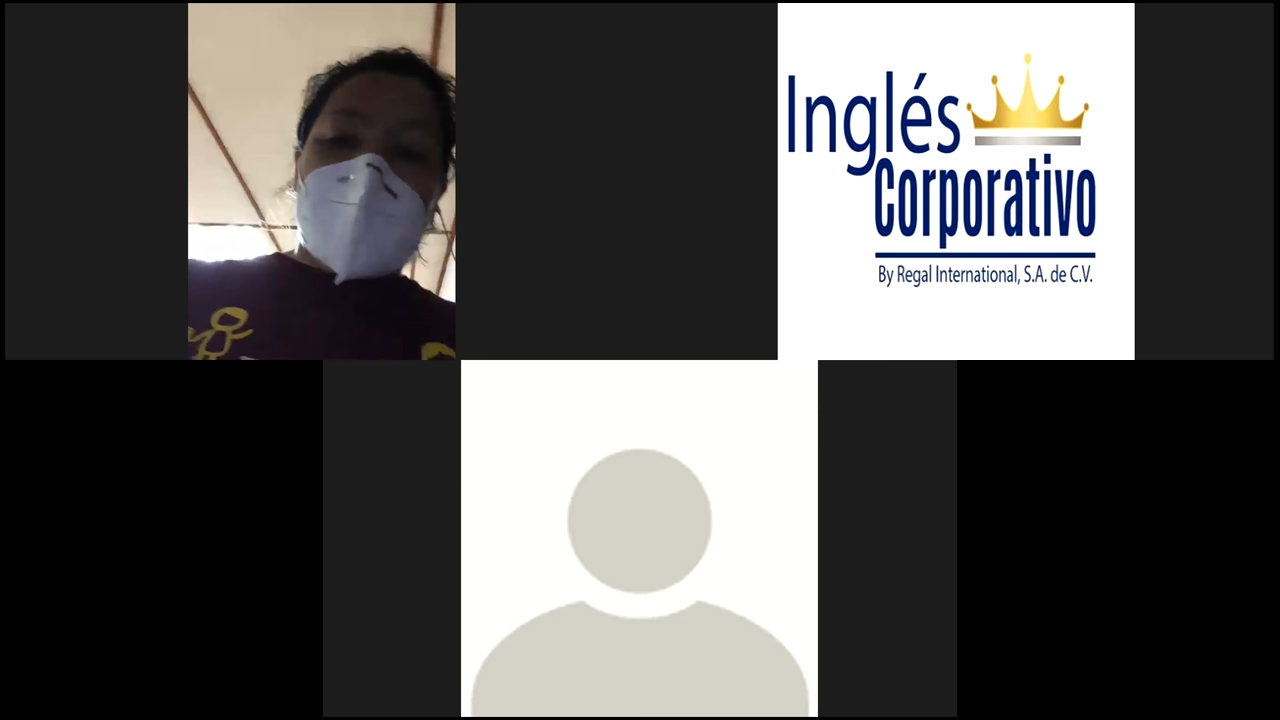 Inglés
Corporativo
By Regal International, S.A. de C.V.